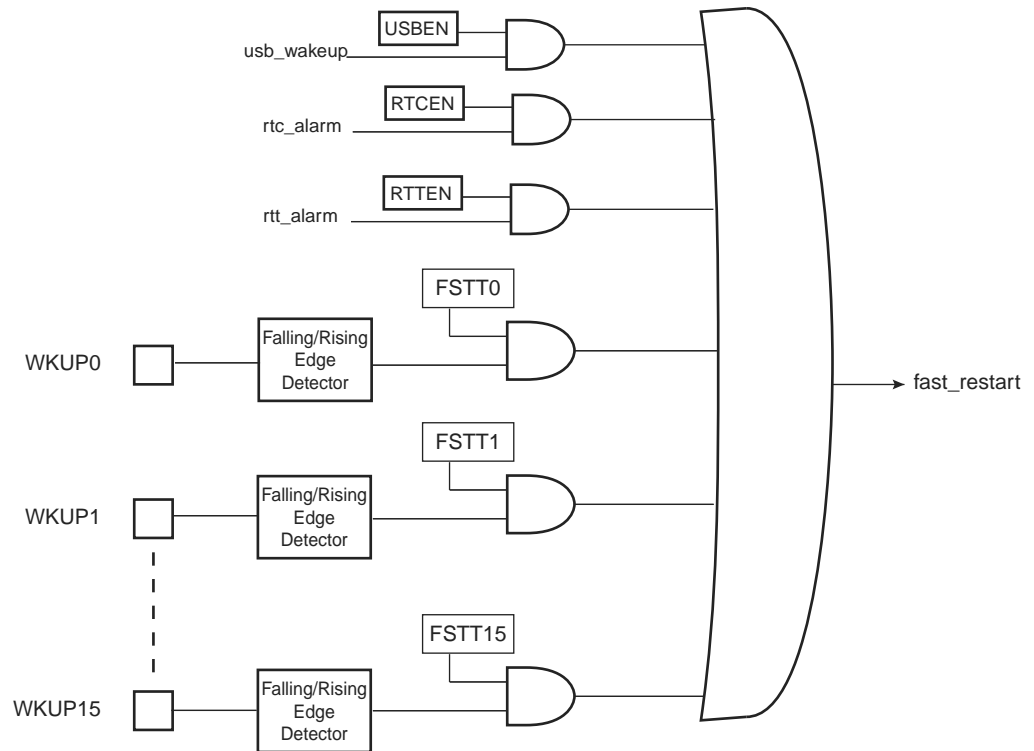 USBEN
usb_wakeup
RTCEN
rtc_alarm
RTTEN
rtt_alarm
FSTT0
WKUP0
Falling/Rising
Edge
Detector
fast_restart
FSTT1
WKUP1
Falling/Rising
Edge
Detector
FSTT15
WKUP15
Falling/Rising
Edge
Detector